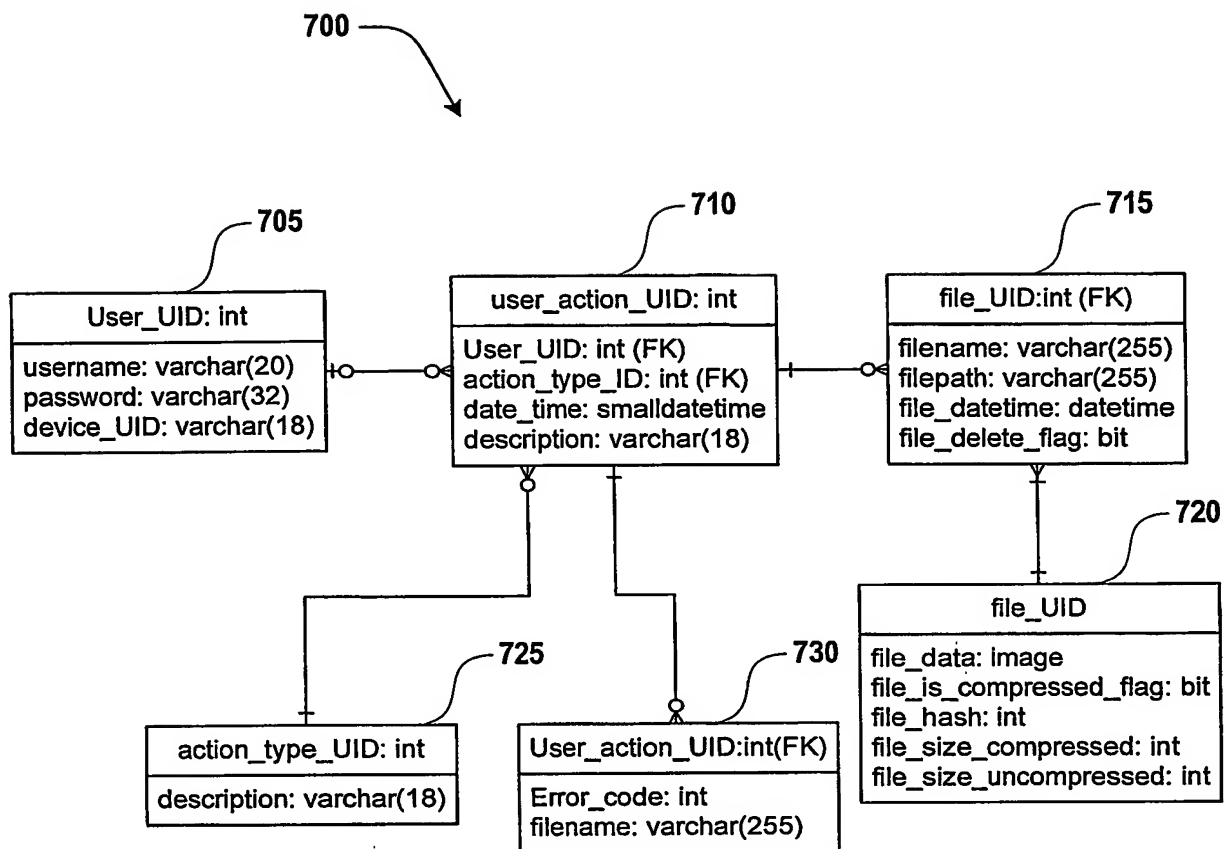 700
705
User_UID: int
username: varchar(20)
password: varchar(32)
device_UID: varchar(18)
710
user_action_UID: int
User_UID: int (FK)
action_type_ID: int (FK)
date_time: smalldatetime
description: varchar(18)
715
file_UID:int (FK)
filename: varchar(255)
filepath: varchar(255)
file_datetime: datetime
file_delete_flag: bit
720
file_UID
file_data: image
file_is_compressed_flag: bit
file_hash: int
file_size_compressed: int
file_size_uncompressed: int
725
action_type_UID: int
description: varchar(18)
730
User_action_UID:int(FK)
Error_code: int
filename: varchar(255)